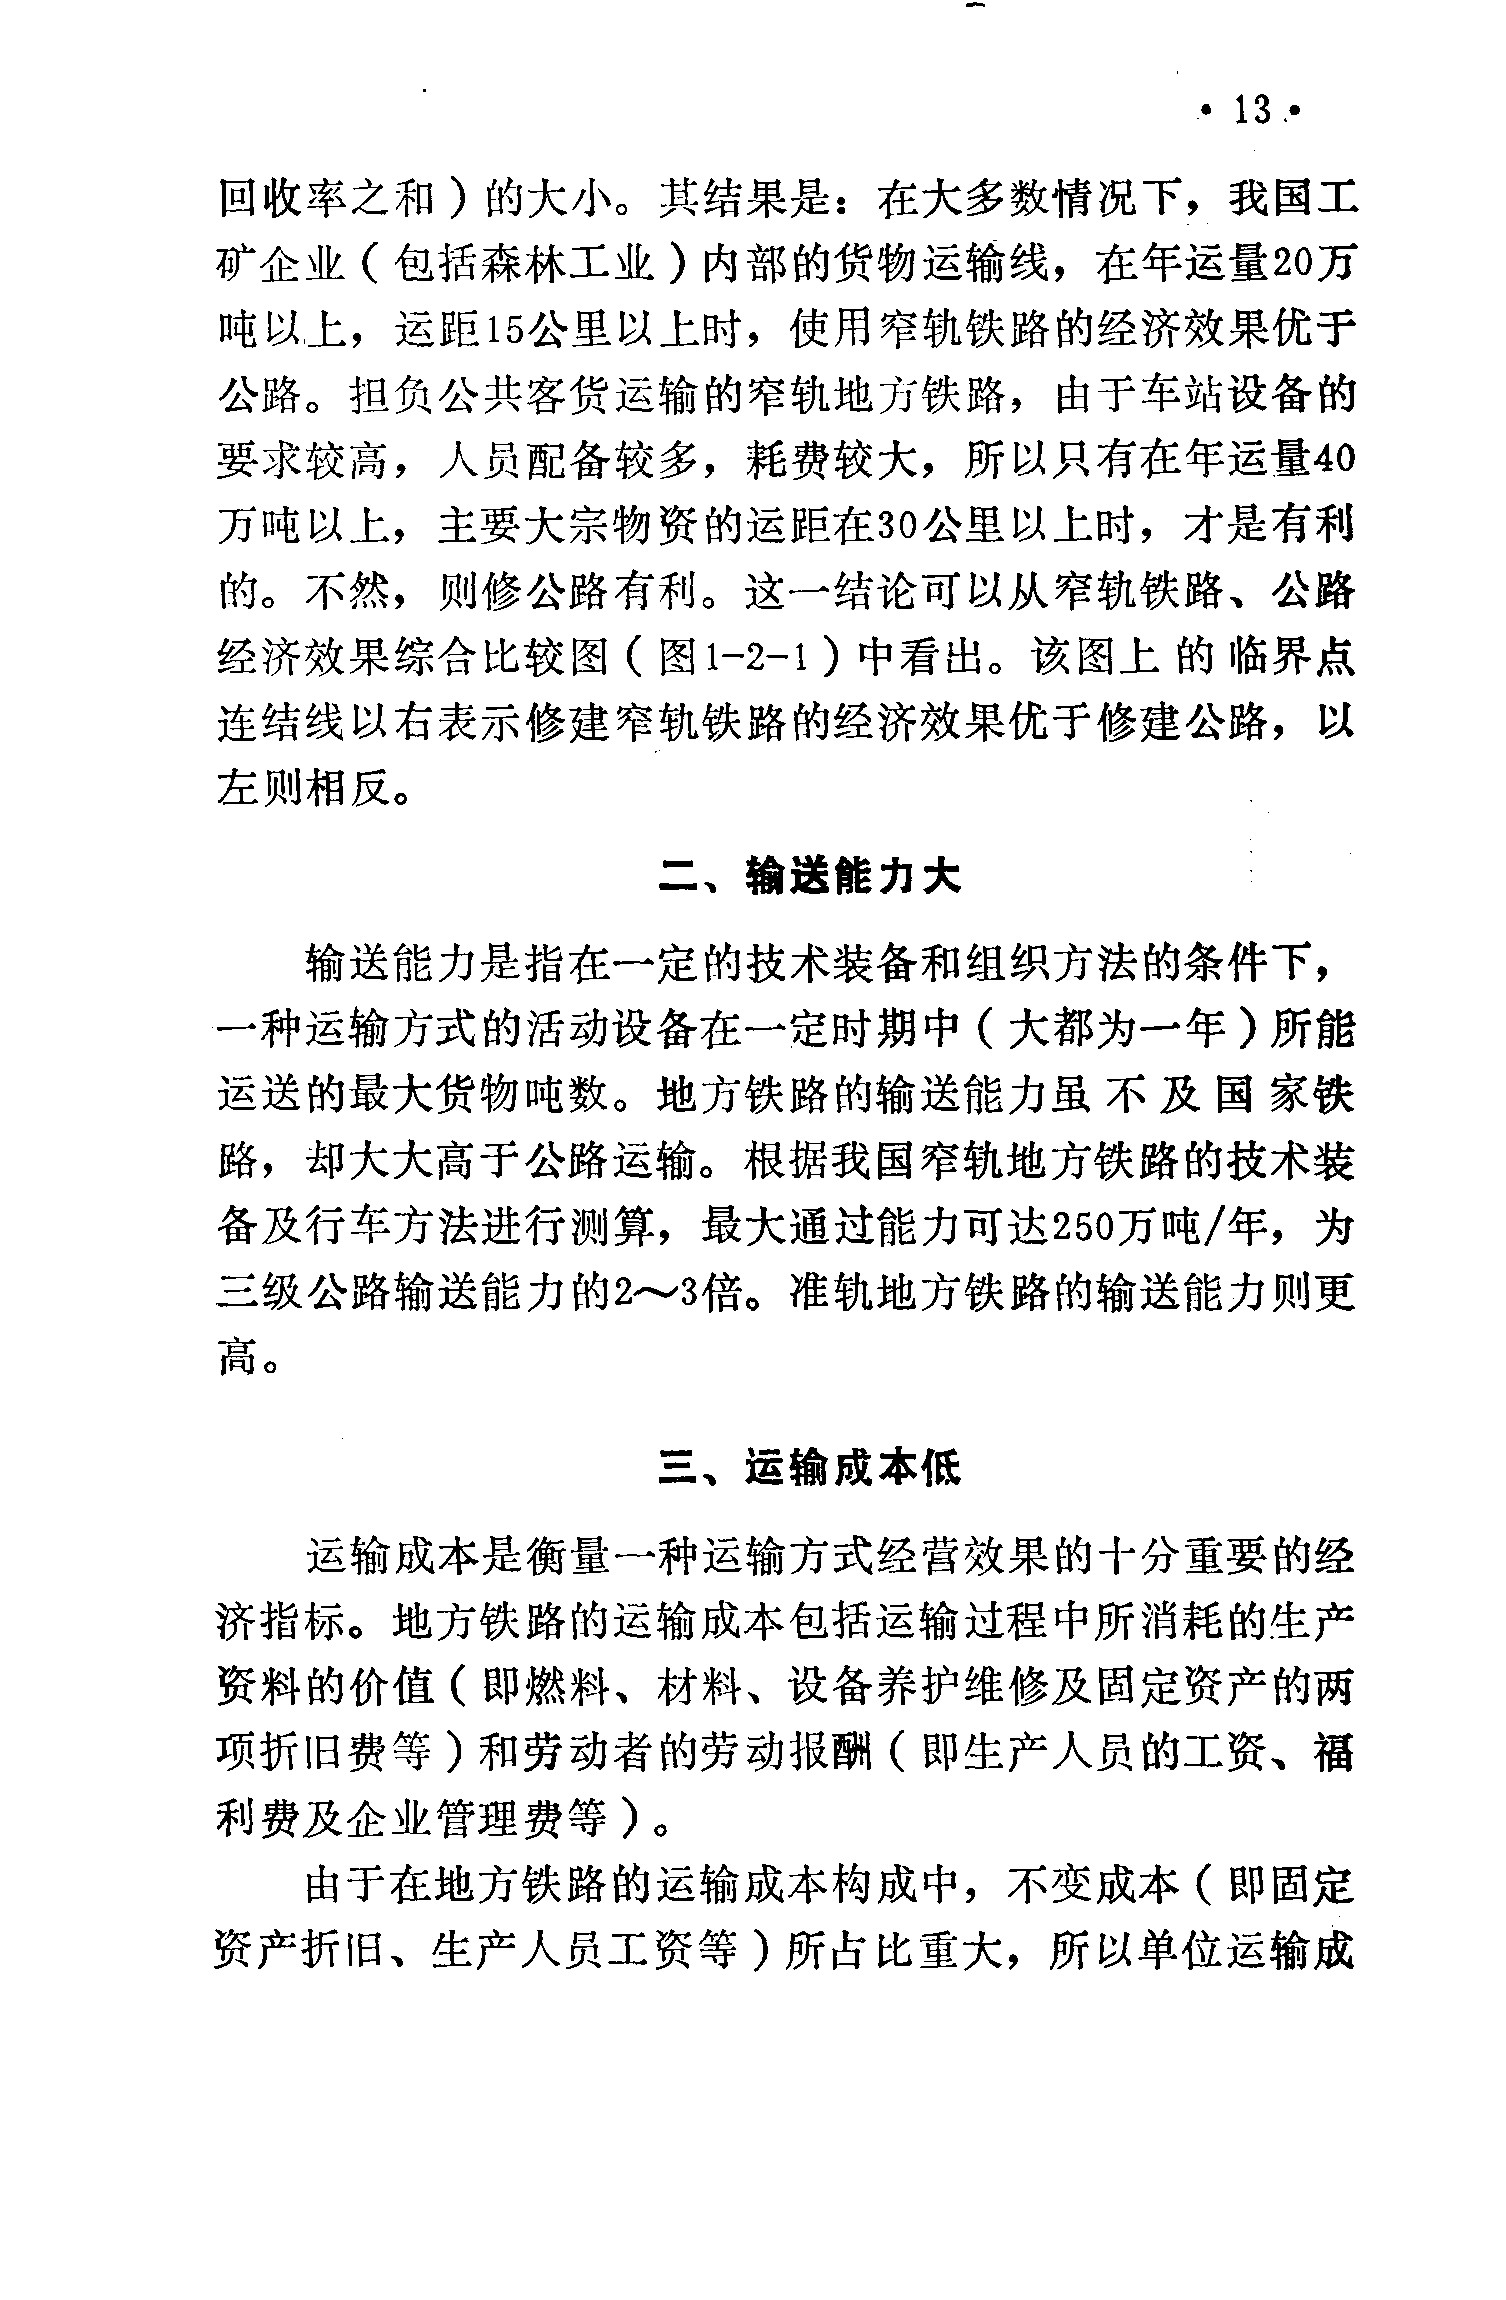 • 13 •
回收率之和）的大小。其结果是：在大多数情况下，我国工
矿企业（包括森林工业）内部的货物运输线，在年运量20万
吨以上，运距15公里以上时，使用窄轨铁路的经济效果优于
公路。担负公共客货运输的窄轨地方铁路，由于车站设备的
要求较高，人员配备较多，耗费较大，所以只有在年运量40
万吨以上，主要大宗物资的运距在30公里以上时，才是有利
的。不然，则修公路有利。这一结论可以从窄轨铁路、公路
经济效果综合比较图（图1-2-1）中看出。该图上的临界点
连结线以右表示修建窄轨铁路的经济效果优于修建公路，以
左则相反。
二、输送能力大
输送能力是指在一定的技术装备和组织方法的条件下，
一种运输方式的活动设备在一定时期中（大都为一年）所能
运送的最大货物吨数。地方铁路的输送能力虽不及国家铁
路，却大大高于公路运输。根据我国窄轨地方铁路的技术装
备及行车方法进行测算，最大通过能力可达250万吨/年，为
三级公路输送能力的2～3倍。准轨地方铁路的输送能力则更
高。
三、运输成本低
运输成本是衡量一种运输方式经营效果的十分重要的经
济指标。地方铁路的运输成本包括运输过程中所消耗的生产
资料的价值（即燃料、材料、设备养护维修及固定资产的两
项折旧费等）和劳动者的劳动报酬（即生产人员的工资、福
利费及企业管理费等）。
由于在地方铁路的运输成本构成中，不变成本（即固定
资产折旧、生产人员工资等）所占比重大，所以单位运输成